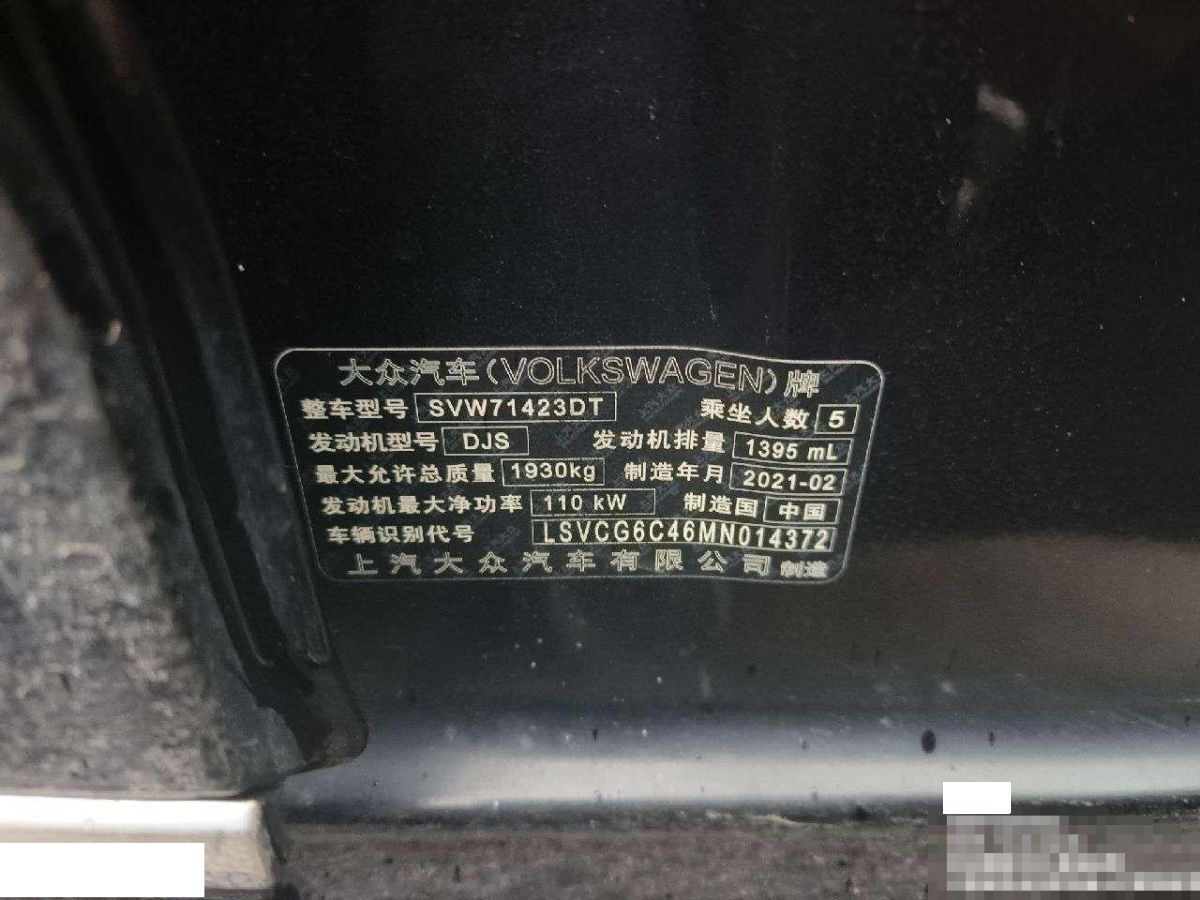 大众汽车(VOLKSWAGEN)牌
整车型号 SVW71423DT 乘坐人数 5
发动机型号 DJS 发动机排量 1395 mL
最大允许总质量 1930kg 制造年月 2021-02
发动机最大净功率 110 kW 制造国 中国
车辆识别代号 LSVCG6C46MN014372
上汽大众汽车有限公司 制造